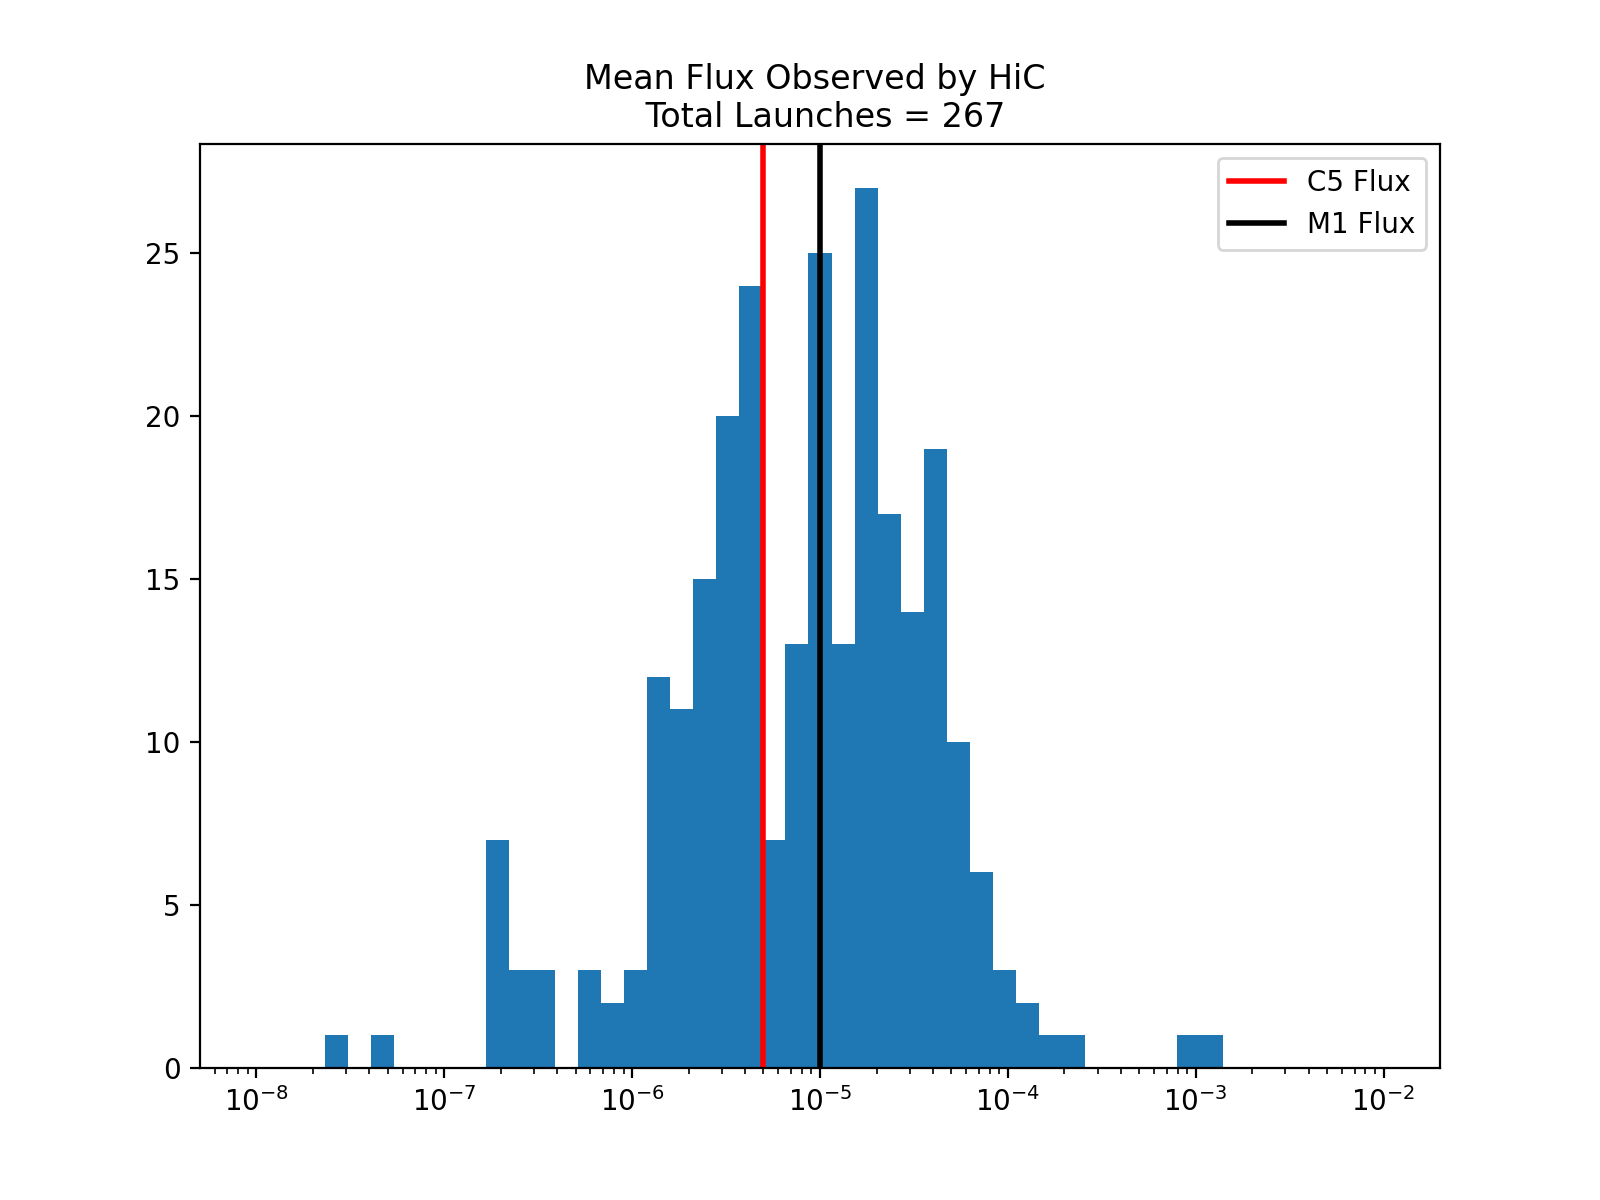 Mean Flux Observed by HiC
Total Launches = 267
C5 Flux
M1 Flux
25
20
15
10
5
0
10⁻⁸ 10⁻⁷ 10⁻⁶ 10⁻⁵ 10⁻⁴ 10⁻³ 10⁻²